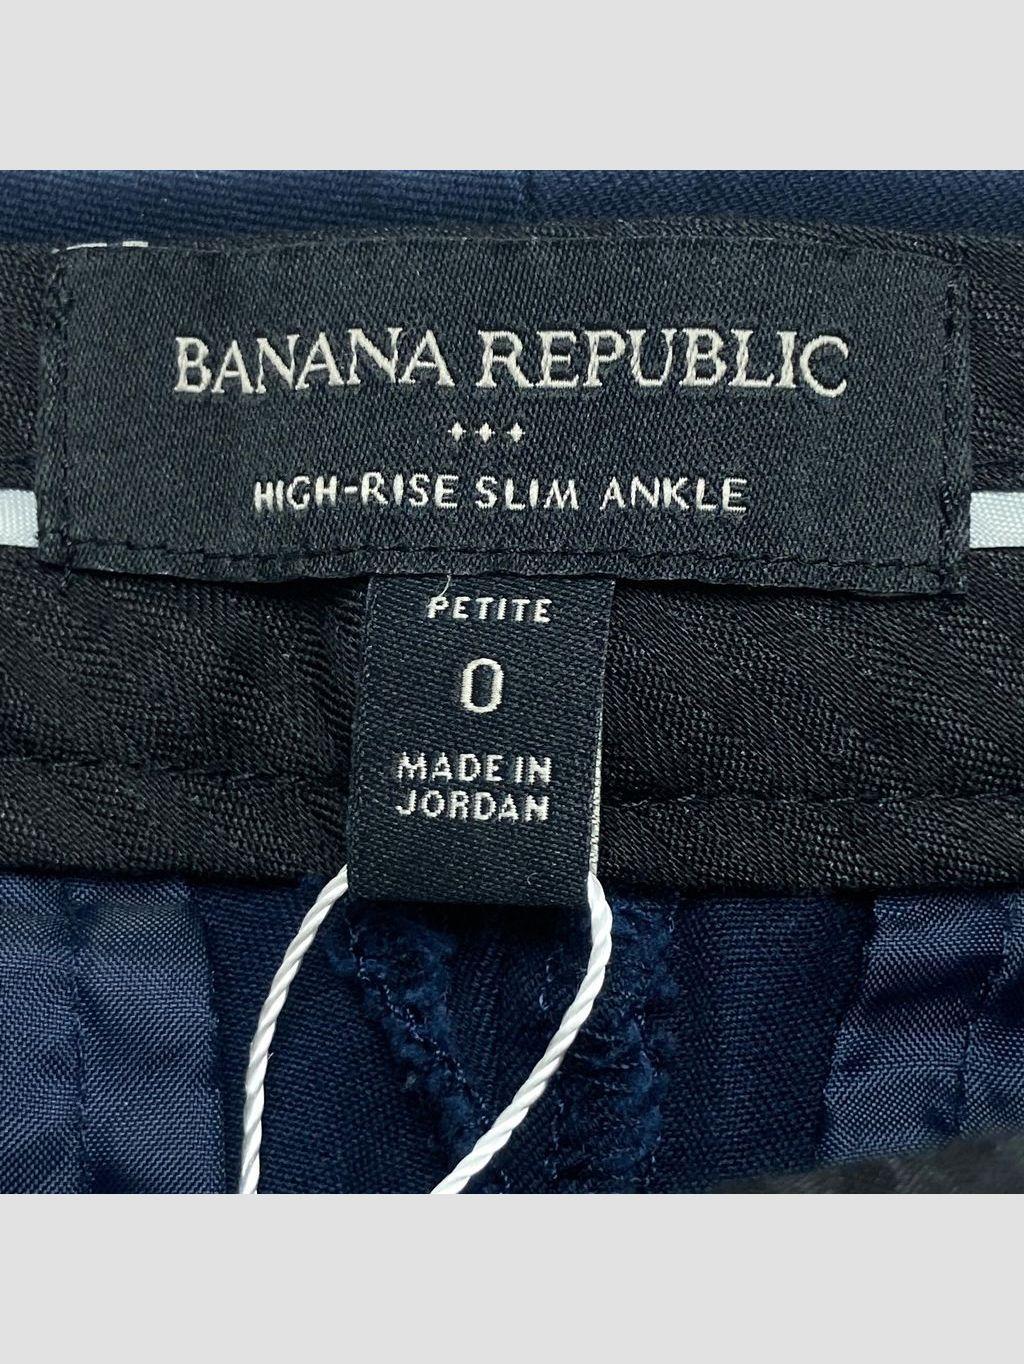 BANANA REPUBLIC
HIGH-RISE SLIM ANKLE
PETITE
0
MADE IN
JORDAN